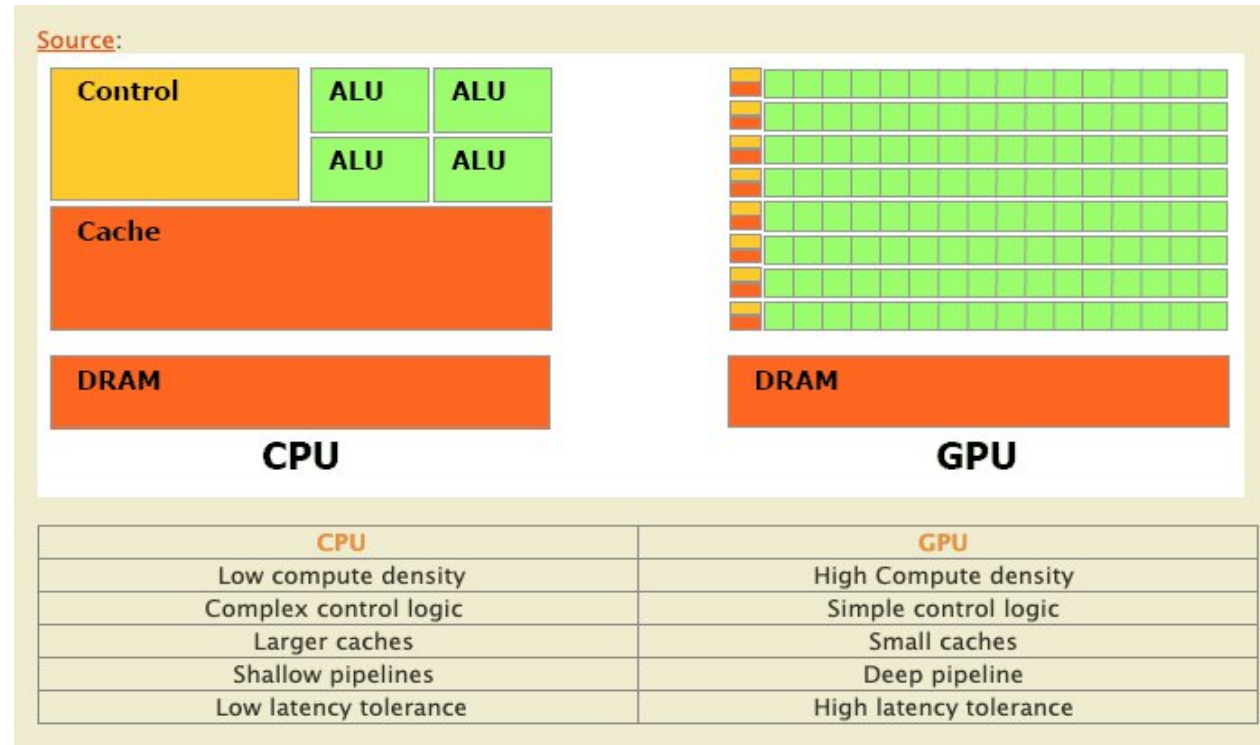 Source:
Control
ALU ALU
ALU ALU
Cache
DRAM
CPU
DRAM
GPU
CPU GPU
Low compute density High Compute density
Complex control logic Simple control logic
Larger caches Small caches
Shallow pipelines Deep pipeline
Low latency tolerance High latency tolerance